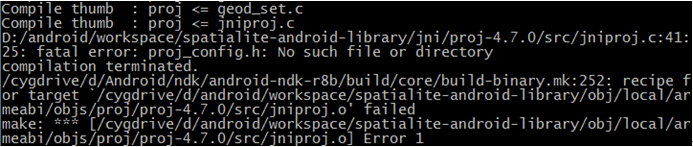 Compile thumb  : proj <= geod_set.c
Compile thumb  : proj <= jniproj.c
D:/android/workspace/spatialite-android-library/jni/proj-4.7.0/src/jniproj.c:41:
25: fatal error: proj_config.h: No such file or directory
compilation terminated.
/cygdrive/d/Android/ndk/android-ndk-r8b/build/core/build-binary.mk:252: recipe f
or target `/cygdrive/d/android/workspace/spatialite-android-library/obj/local/ar
meabi/objs/proj/proj-4.7.0/src/jniproj.o' failed
make: *** [/cygdrive/d/android/workspace/spatialite-android-library/obj/local/ar
meabi/objs/proj/proj-4.7.0/src/jniproj.o] Error 1